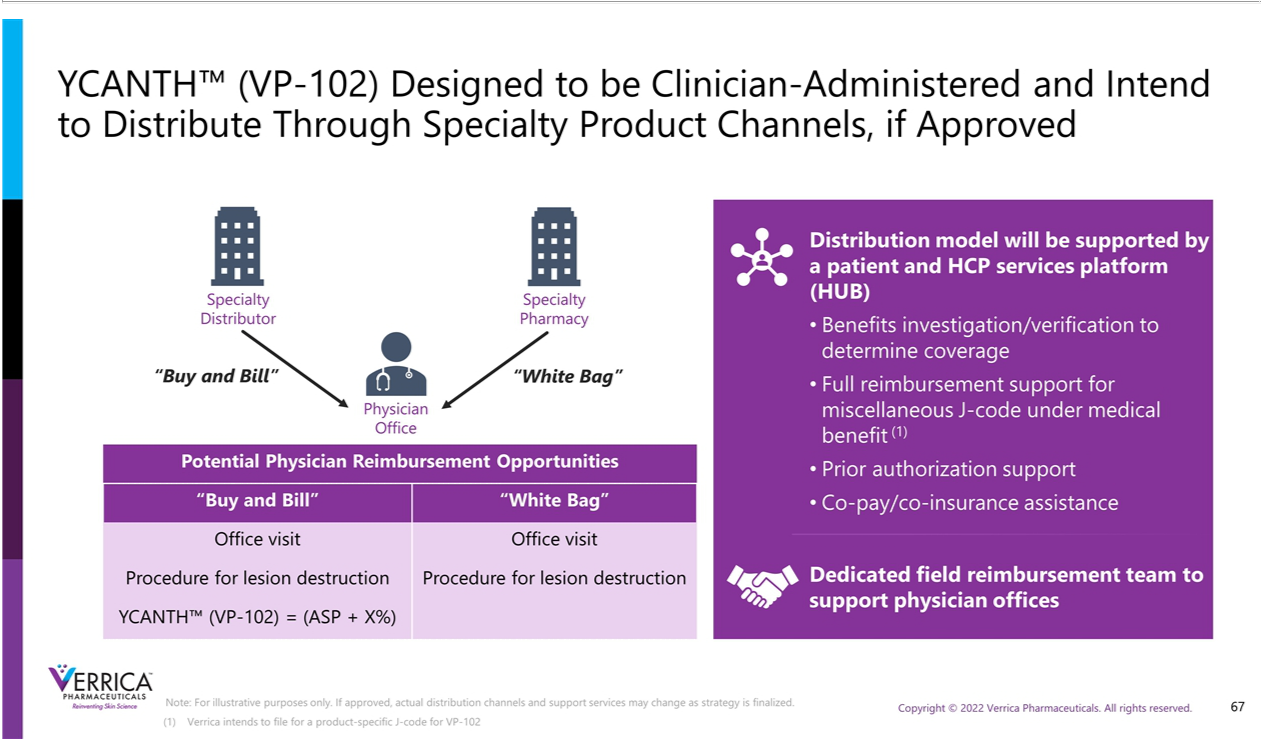 YCANTH™ (VP-102) Designed to be Clinician-Administered and Intend
to Distribute Through Specialty Product Channels, if Approved
Specialty
Distributor
Specialty
Pharmacy
“Buy and Bill”
“White Bag”
Physician
Office
Potential Physician Reimbursement Opportunities
“Buy and Bill”
“White Bag”
Office visit
Office visit
Procedure for lesion destruction
Procedure for lesion destruction
YCANTH™ (VP-102) = (ASP + X%)
Distribution model will be supported by
a patient and HCP services platform
(HUB)
• Benefits investigation/verification to
determine coverage
• Full reimbursement support for
miscellaneous J-code under medical
benefit (1)
• Prior authorization support
• Co-pay/co-insurance assistance
Dedicated field reimbursement team to
support physician offices
VERRICA™
PHARMACEUTICALS
Reinventing Skin Science
Note: For illustrative purposes only. If approved, actual distribution channels and support services may change as strategy is finalized.
(1) Verrica intends to file for a product-specific J-code for VP-102
Copyright © 2022 Verrica Pharmaceuticals. All rights reserved.
67